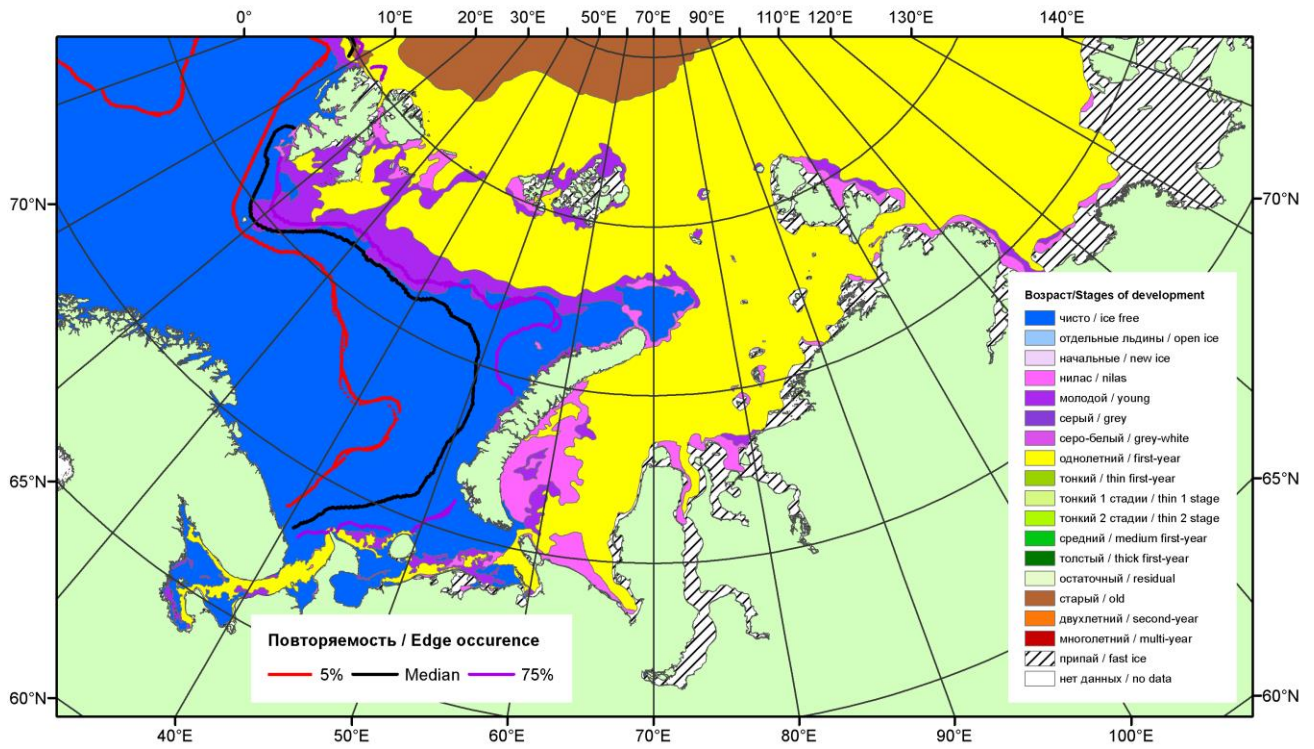 0° 10°E 20°E 30°E 40°E 50°E 70°E 90°E 110°E 120°E 130°E 140°E
70°N 70°N
65°N 65°N
60°N 60°N
Возраст/Stages of development
чисто / ice free
отдельные льдины / open ice
начальные / new ice
нилас / nilas
молодой / young
серый / grey
серо-белый / grey-white
однолетний / first-year
тонкий / thin first-year
тонкий 1 стадии / thin 1 stage
тонкий 2 стадии / thin 2 stage
средний / medium first-year
толстый / thick first-year
остаточный / residual
старый / old
двухлетний / second-year
многолетний / multi-year
припай / fast ice
нет данных / no data
Повторяемость / Edge occurence
5% Median 75%
40°E 50°E 60°E 70°E 80°E 90°E 100°E